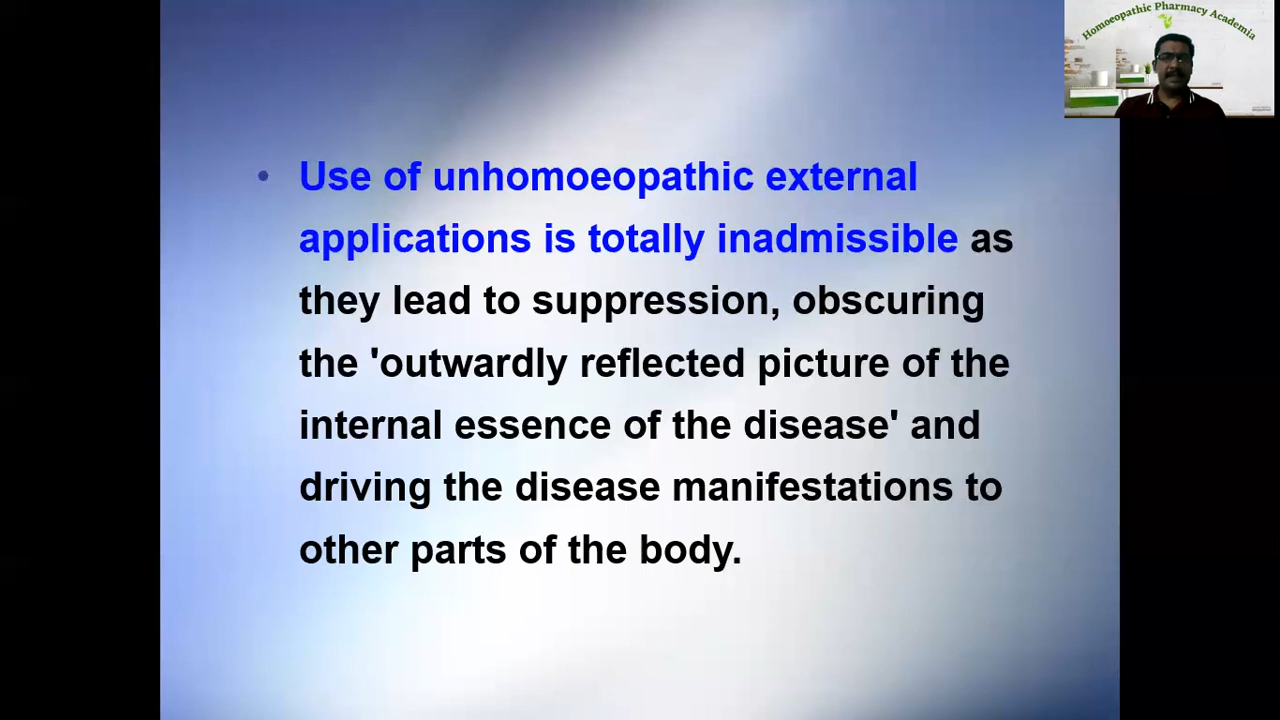 Homoeopathic Pharmacy Academia
• Use of unhomoeopathic external
applications is totally inadmissible as
they lead to suppression, obscuring
the 'outwardly reflected picture of the
internal essence of the disease' and
driving the disease manifestations to
other parts of the body.